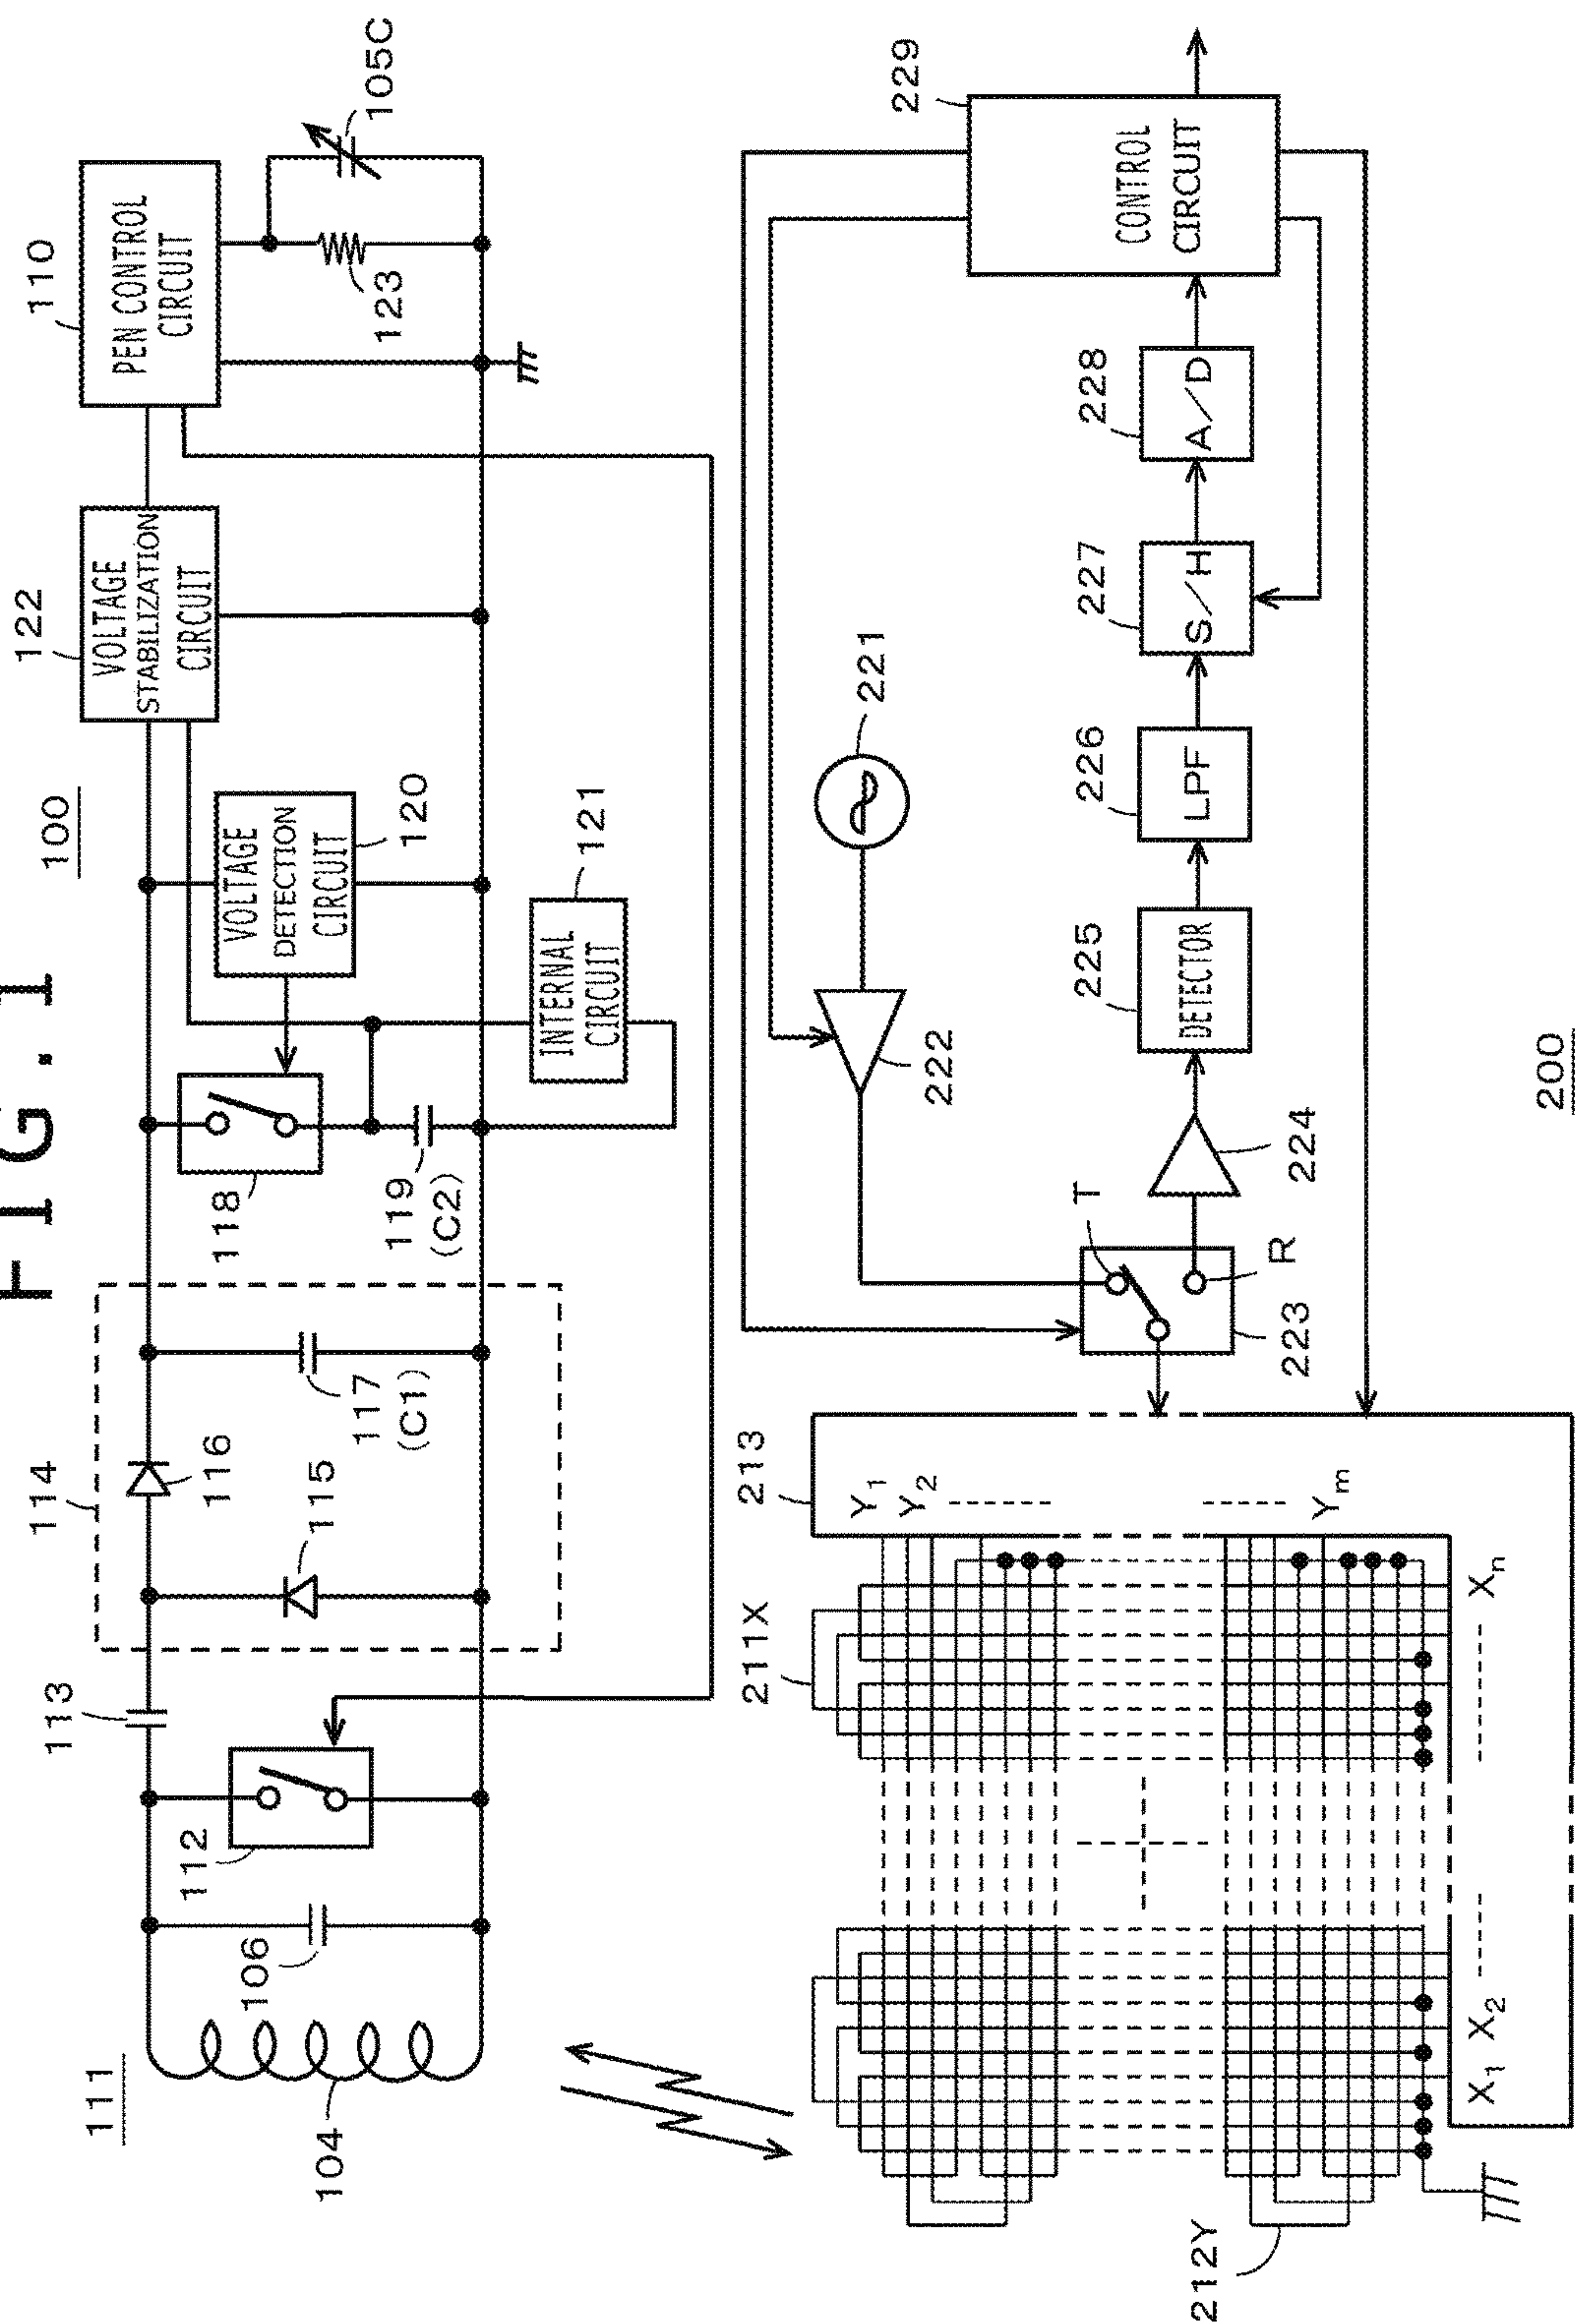 FIG.1
100
111
104
106
112
113
114
115
116
117
(C1)
118
119
(C2)
VOLTAGE
DETECTION
CIRCUIT
120
INTERNAL
CIRCUIT
121
122
VOLTAGE
STABILIZATION
CIRCUIT
110
PEN CONTROL
CIRCUIT
123
105C
211X
212Y
213
Y1
Y2
Ym
X1
X2
Xn
221
222
223
T
R
224
225
DETECTOR
226
LPF
227
S/H
228
A/D
229
CONTROL
CIRCUIT
200